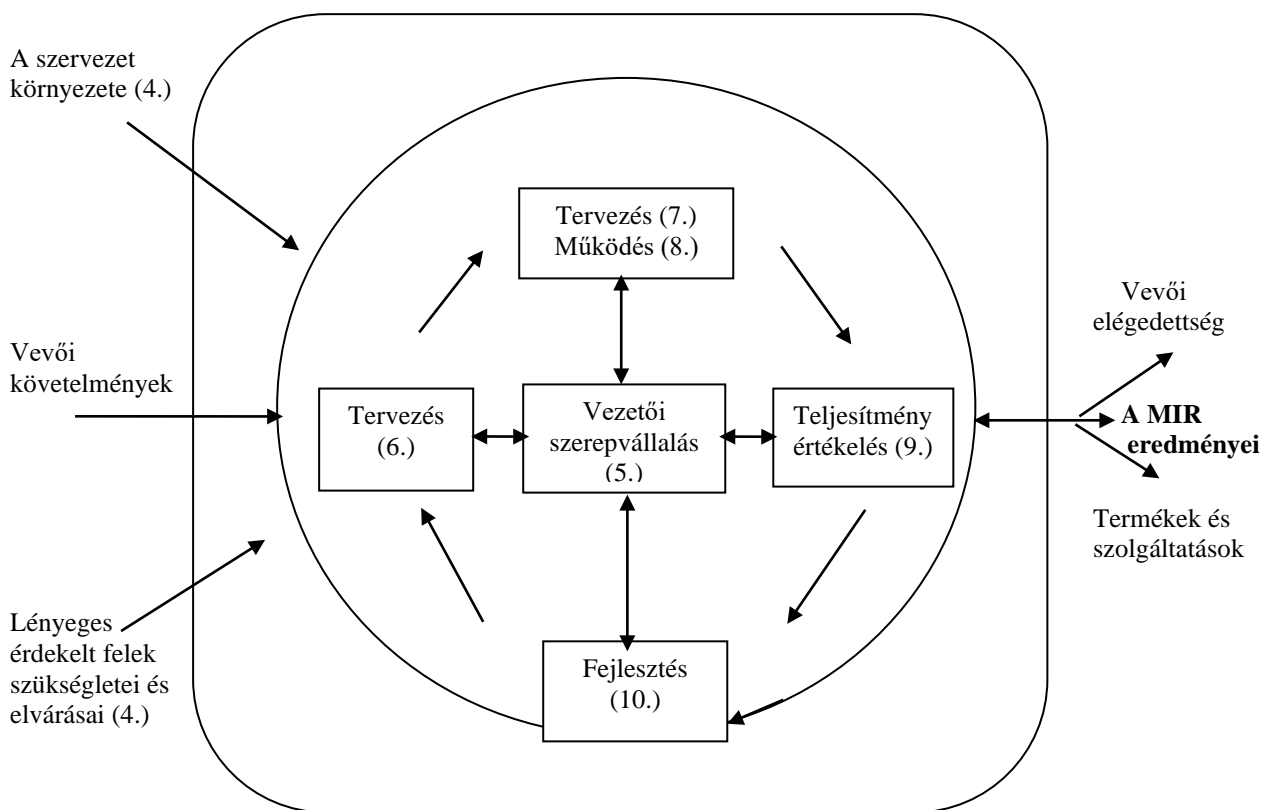 A szervezet
környezete (4.)
Tervezés (7.)
Működés (8.)
Vevői
elégedettség
Vevői
követelmények
Tervezés
(6.)
Vezetői
szerepvállalás
(5.)
Teljesítmény
értékelés (9.)
A MIR
eredményei
Termékek és
szolgáltatások
Lényeges
érdekelt felek
szükségletei és
elvárásai (4.)
Fejlesztés
(10.)